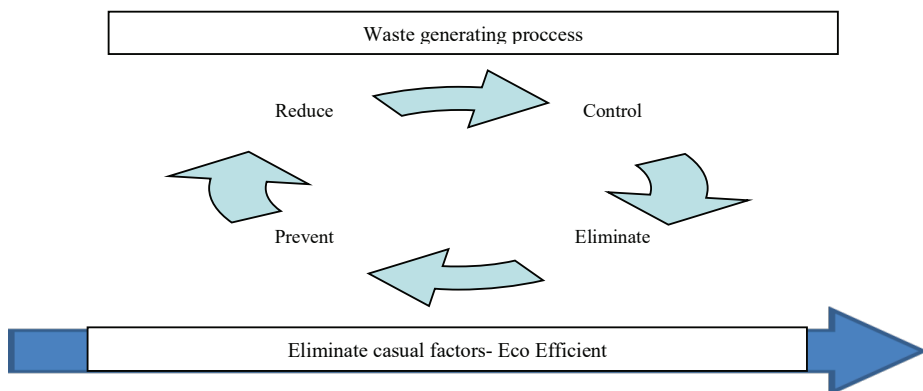 Waste generating proccess
Reduce
Control
Prevent
Eliminate
Eliminate casual factors- Eco Efficient